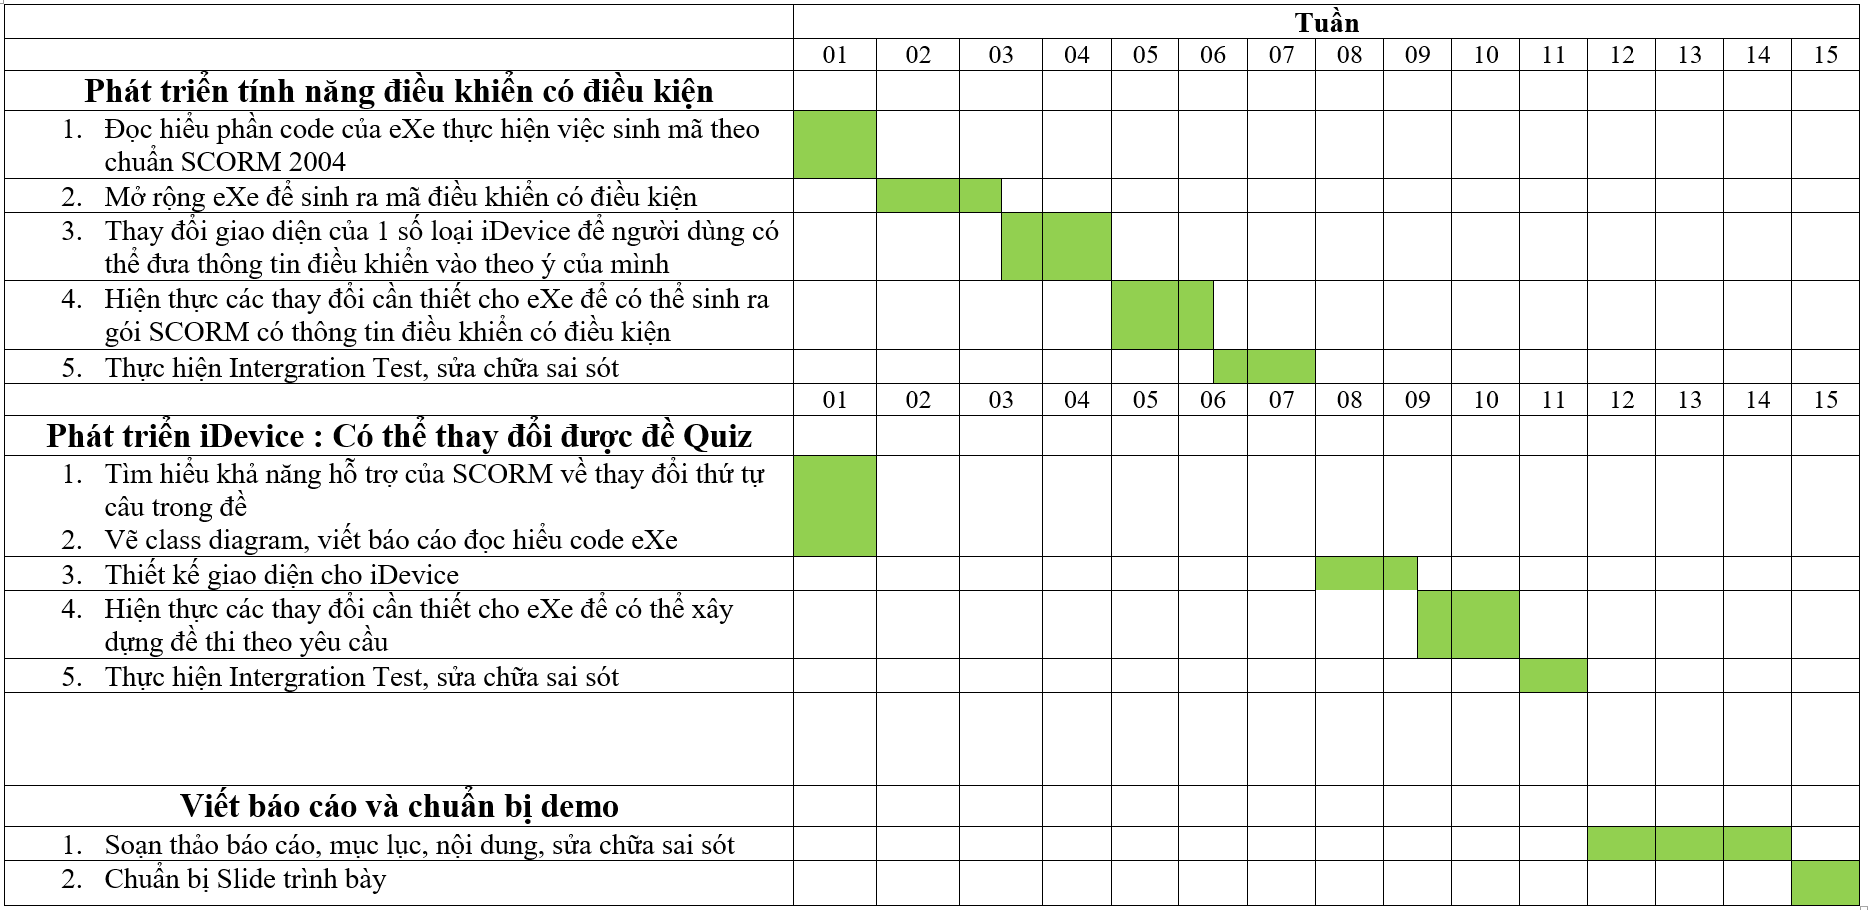 Tuần
01 02 03 04 05 06 07 08 09 10 11 12 13 14 15
Phát triển tính năng điều khiển có điều kiện
1. Đọc hiểu phần code của eXe thực hiện việc sinh mã theo
chuẩn SCORM 2004
2. Mở rộng eXe để sinh ra mã điều khiển có điều kiện
3. Thay đổi giao diện của 1 số loại iDevice để người dùng có
thể đưa thông tin điều khiển vào theo ý của mình
4. Hiện thực các thay đổi cần thiết cho eXe để có thể sinh ra
gói SCORM có thông tin điều khiển có điều kiện
5. Thực hiện Intergration Test, sửa chữa sai sót
01 02 03 04 05 06 07 08 09 10 11 12 13 14 15
Phát triển iDevice : Có thể thay đổi được đề Quiz
1. Tìm hiểu khả năng hỗ trợ của SCORM về thay đổi thứ tự
câu trong đề
2. Vẽ class diagram, viết báo cáo đọc hiểu code eXe
3. Thiết kế giao diện cho iDevice
4. Hiện thực các thay đổi cần thiết cho eXe để có thể xây
dựng đề thi theo yêu cầu
5. Thực hiện Intergration Test, sửa chữa sai sót
Viết báo cáo và chuẩn bị demo
1. Soạn thảo báo cáo, mục lục, nội dung, sửa chữa sai sót
2. Chuẩn bị Slide trình bày